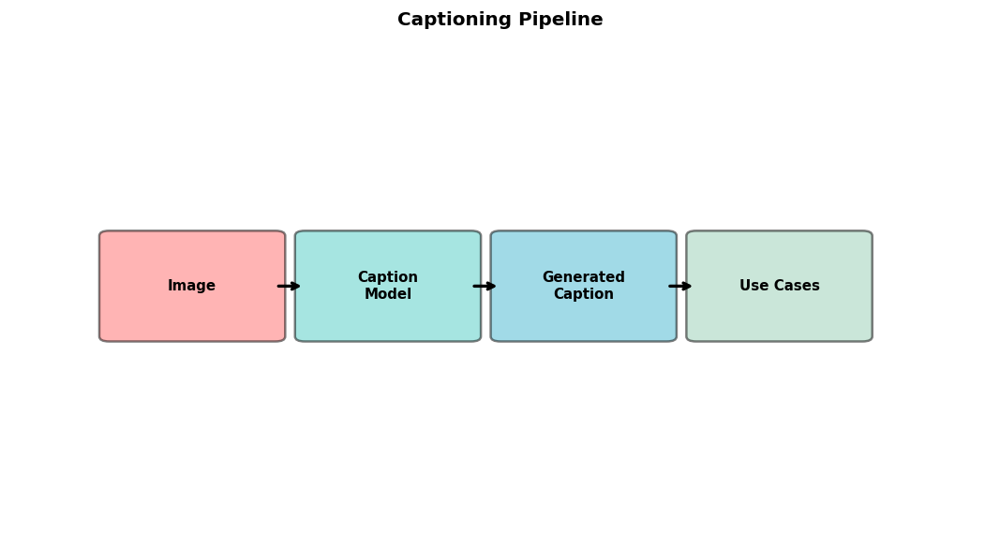 Captioning Pipeline
Image
Caption
Model
Generated
Caption
Use Cases